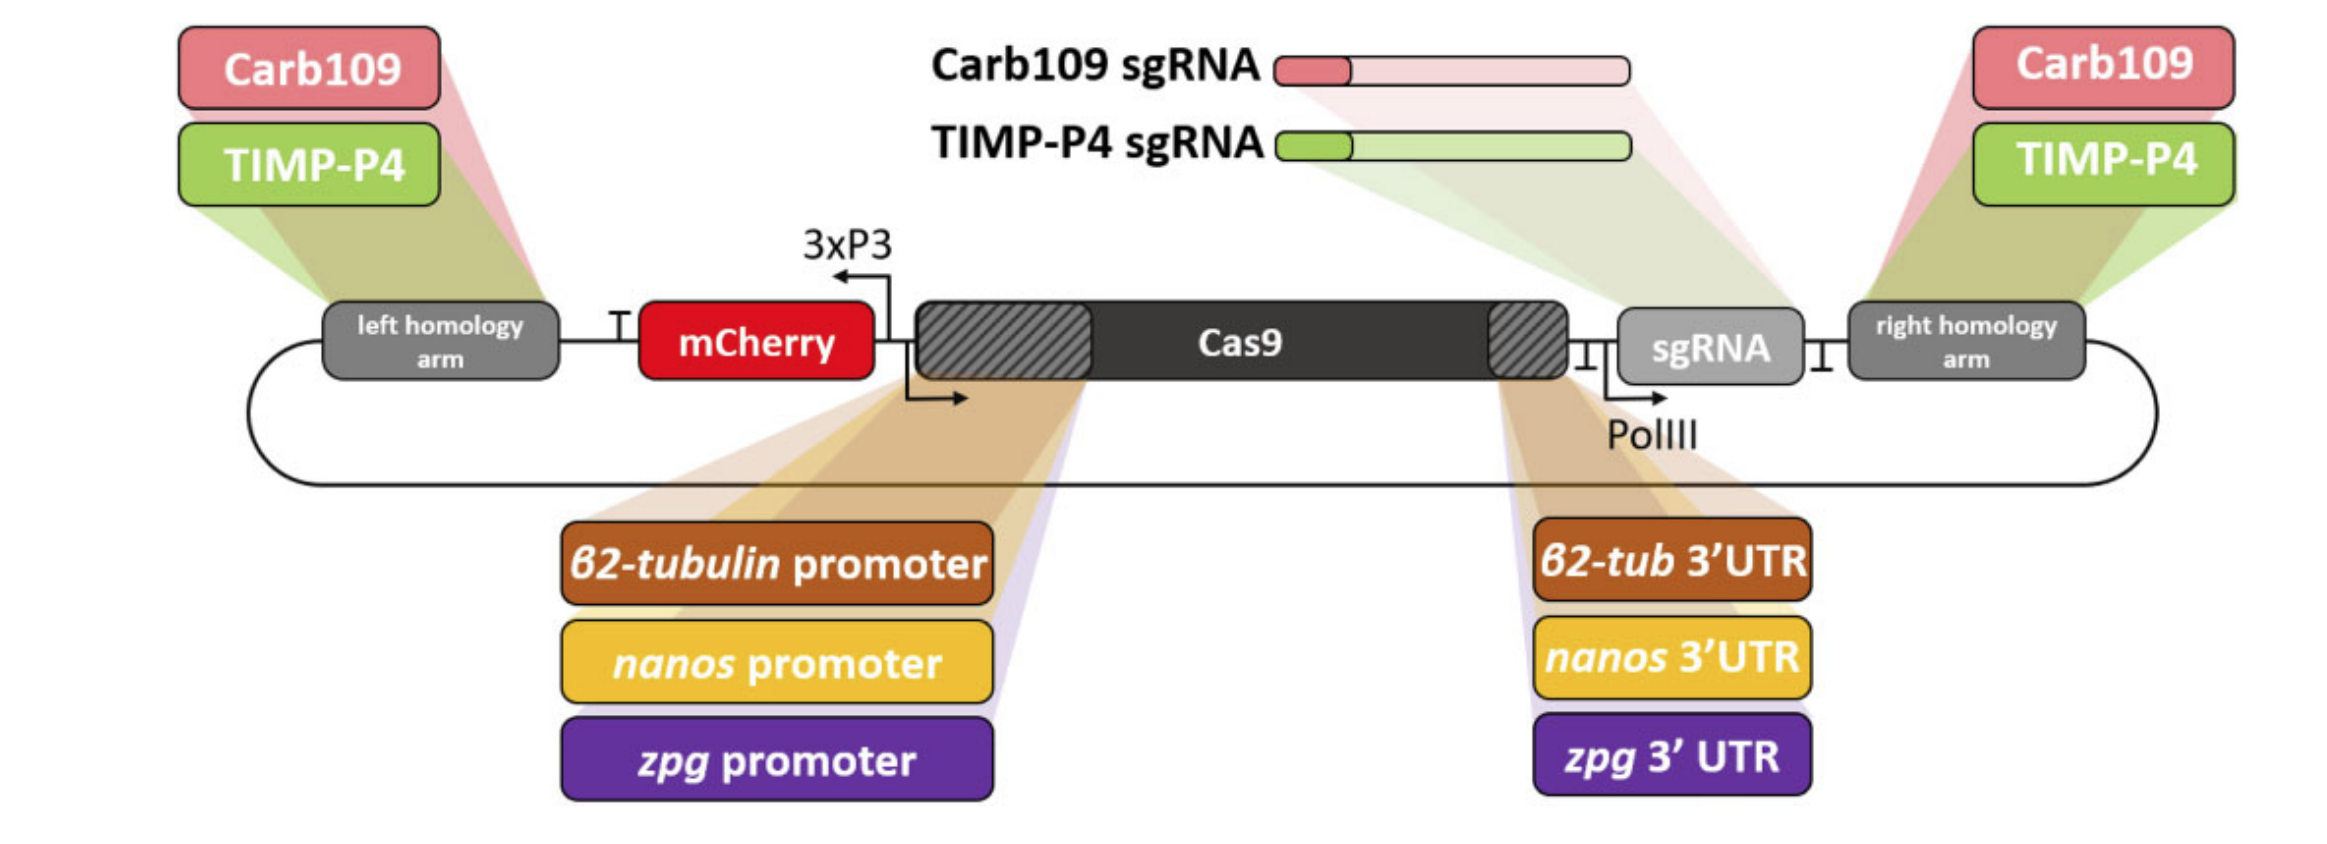 Carb109
TIMP-P4
Carb109 sgRNA
TIMP-P4 sgRNA
Carb109
TIMP-P4
3xP3
left homology
arm
mCherry
Cas9
sgRNA
right homology
arm
PolIII
β2-tubulin promoter
nanos promoter
zpg promoter
β2-tub 3’UTR
nanos 3’UTR
zpg 3’ UTR